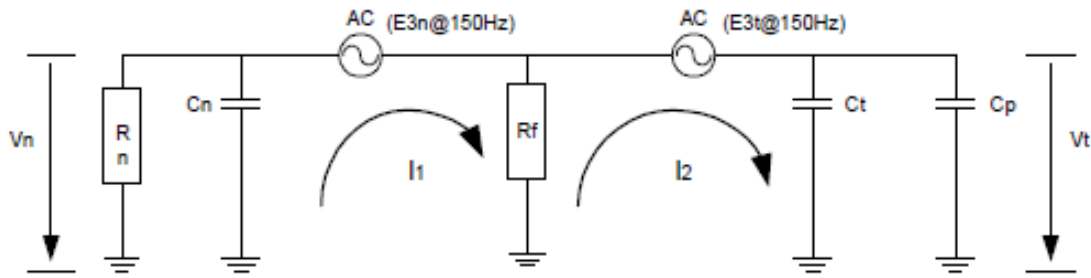 AC (E3n@150Hz)
AC (E3t@150Hz)
Vn
R
n
Cn
Rf
Ct
Cp
Vt
I1
I2